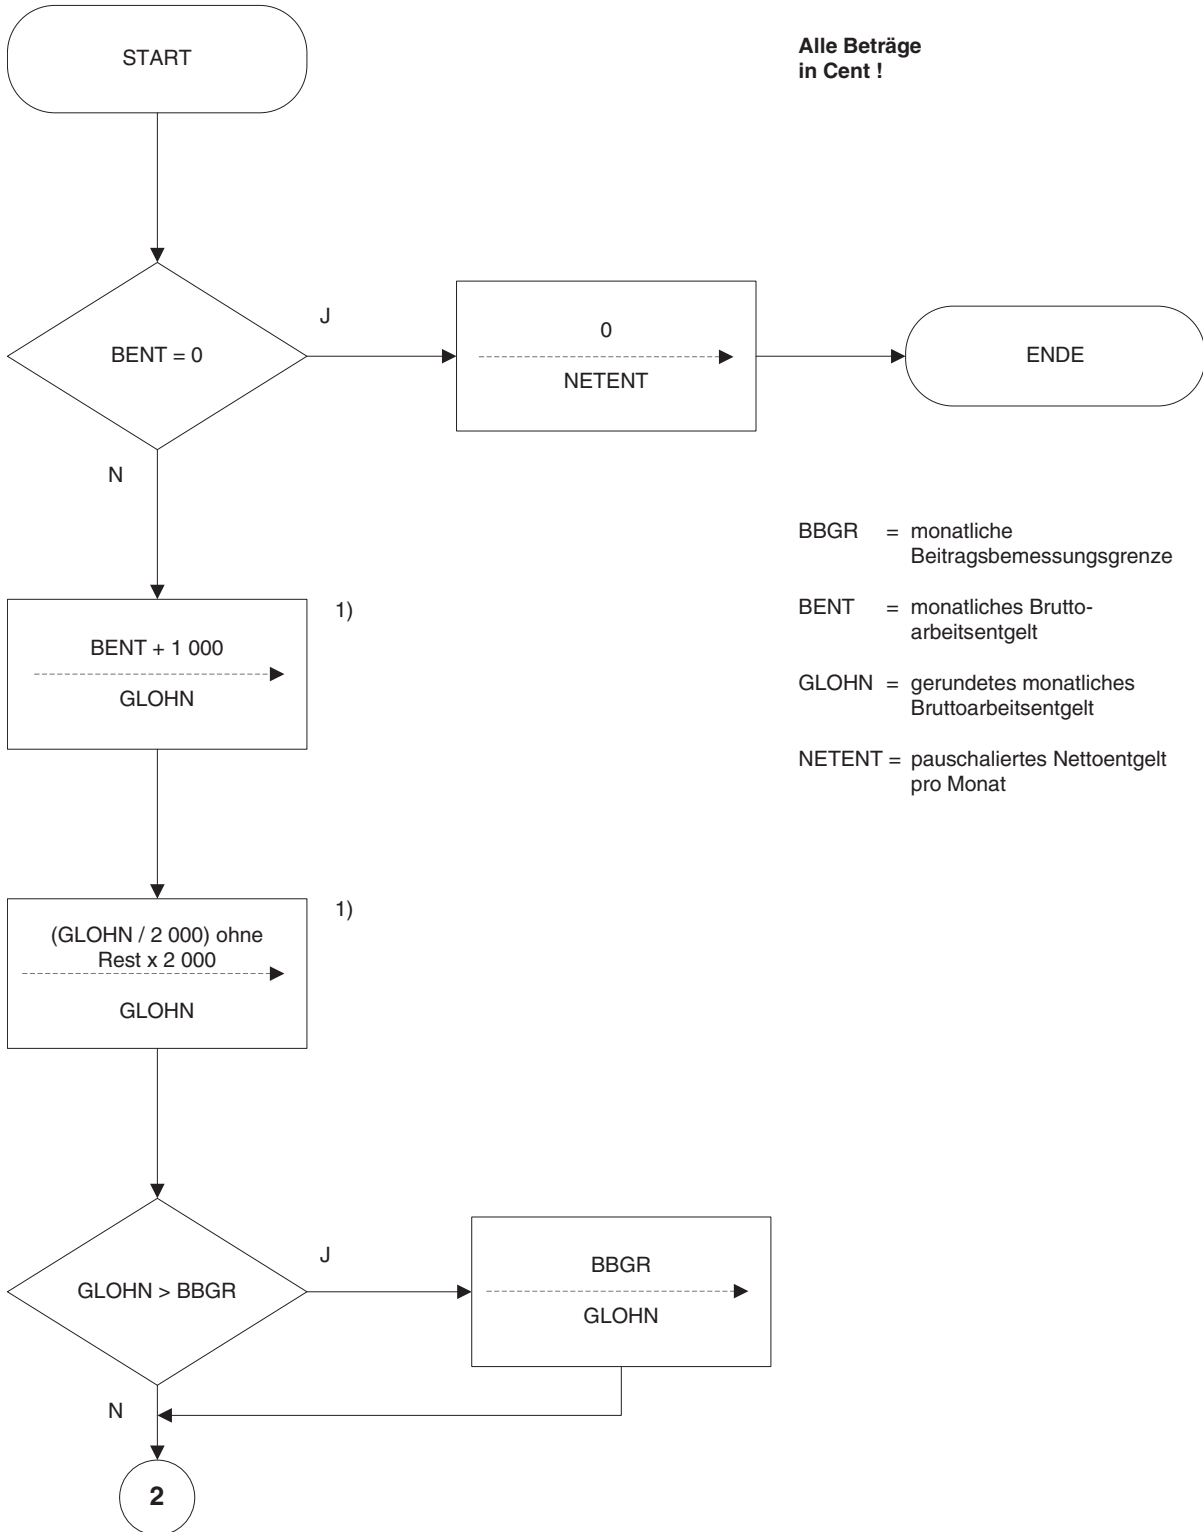 START
Alle Beträge
in Cent !
BENT = 0
J
0
NETENT
ENDE
N
BBGR = monatliche
Beitragsbemessungsgrenze
BENT = monatliches Brutto-
arbeitsentgelt
GLOHN = gerundetes monatliches
Bruttoarbeitsentgelt
NETENT = pauschaliertes Nettoentgelt
pro Monat
BENT + 1 000
GLOHN
1)
(GLOHN / 2 000) ohne
Rest x 2 000
GLOHN
1)
GLOHN > BBGR
J
BBGR
GLOHN
N
2